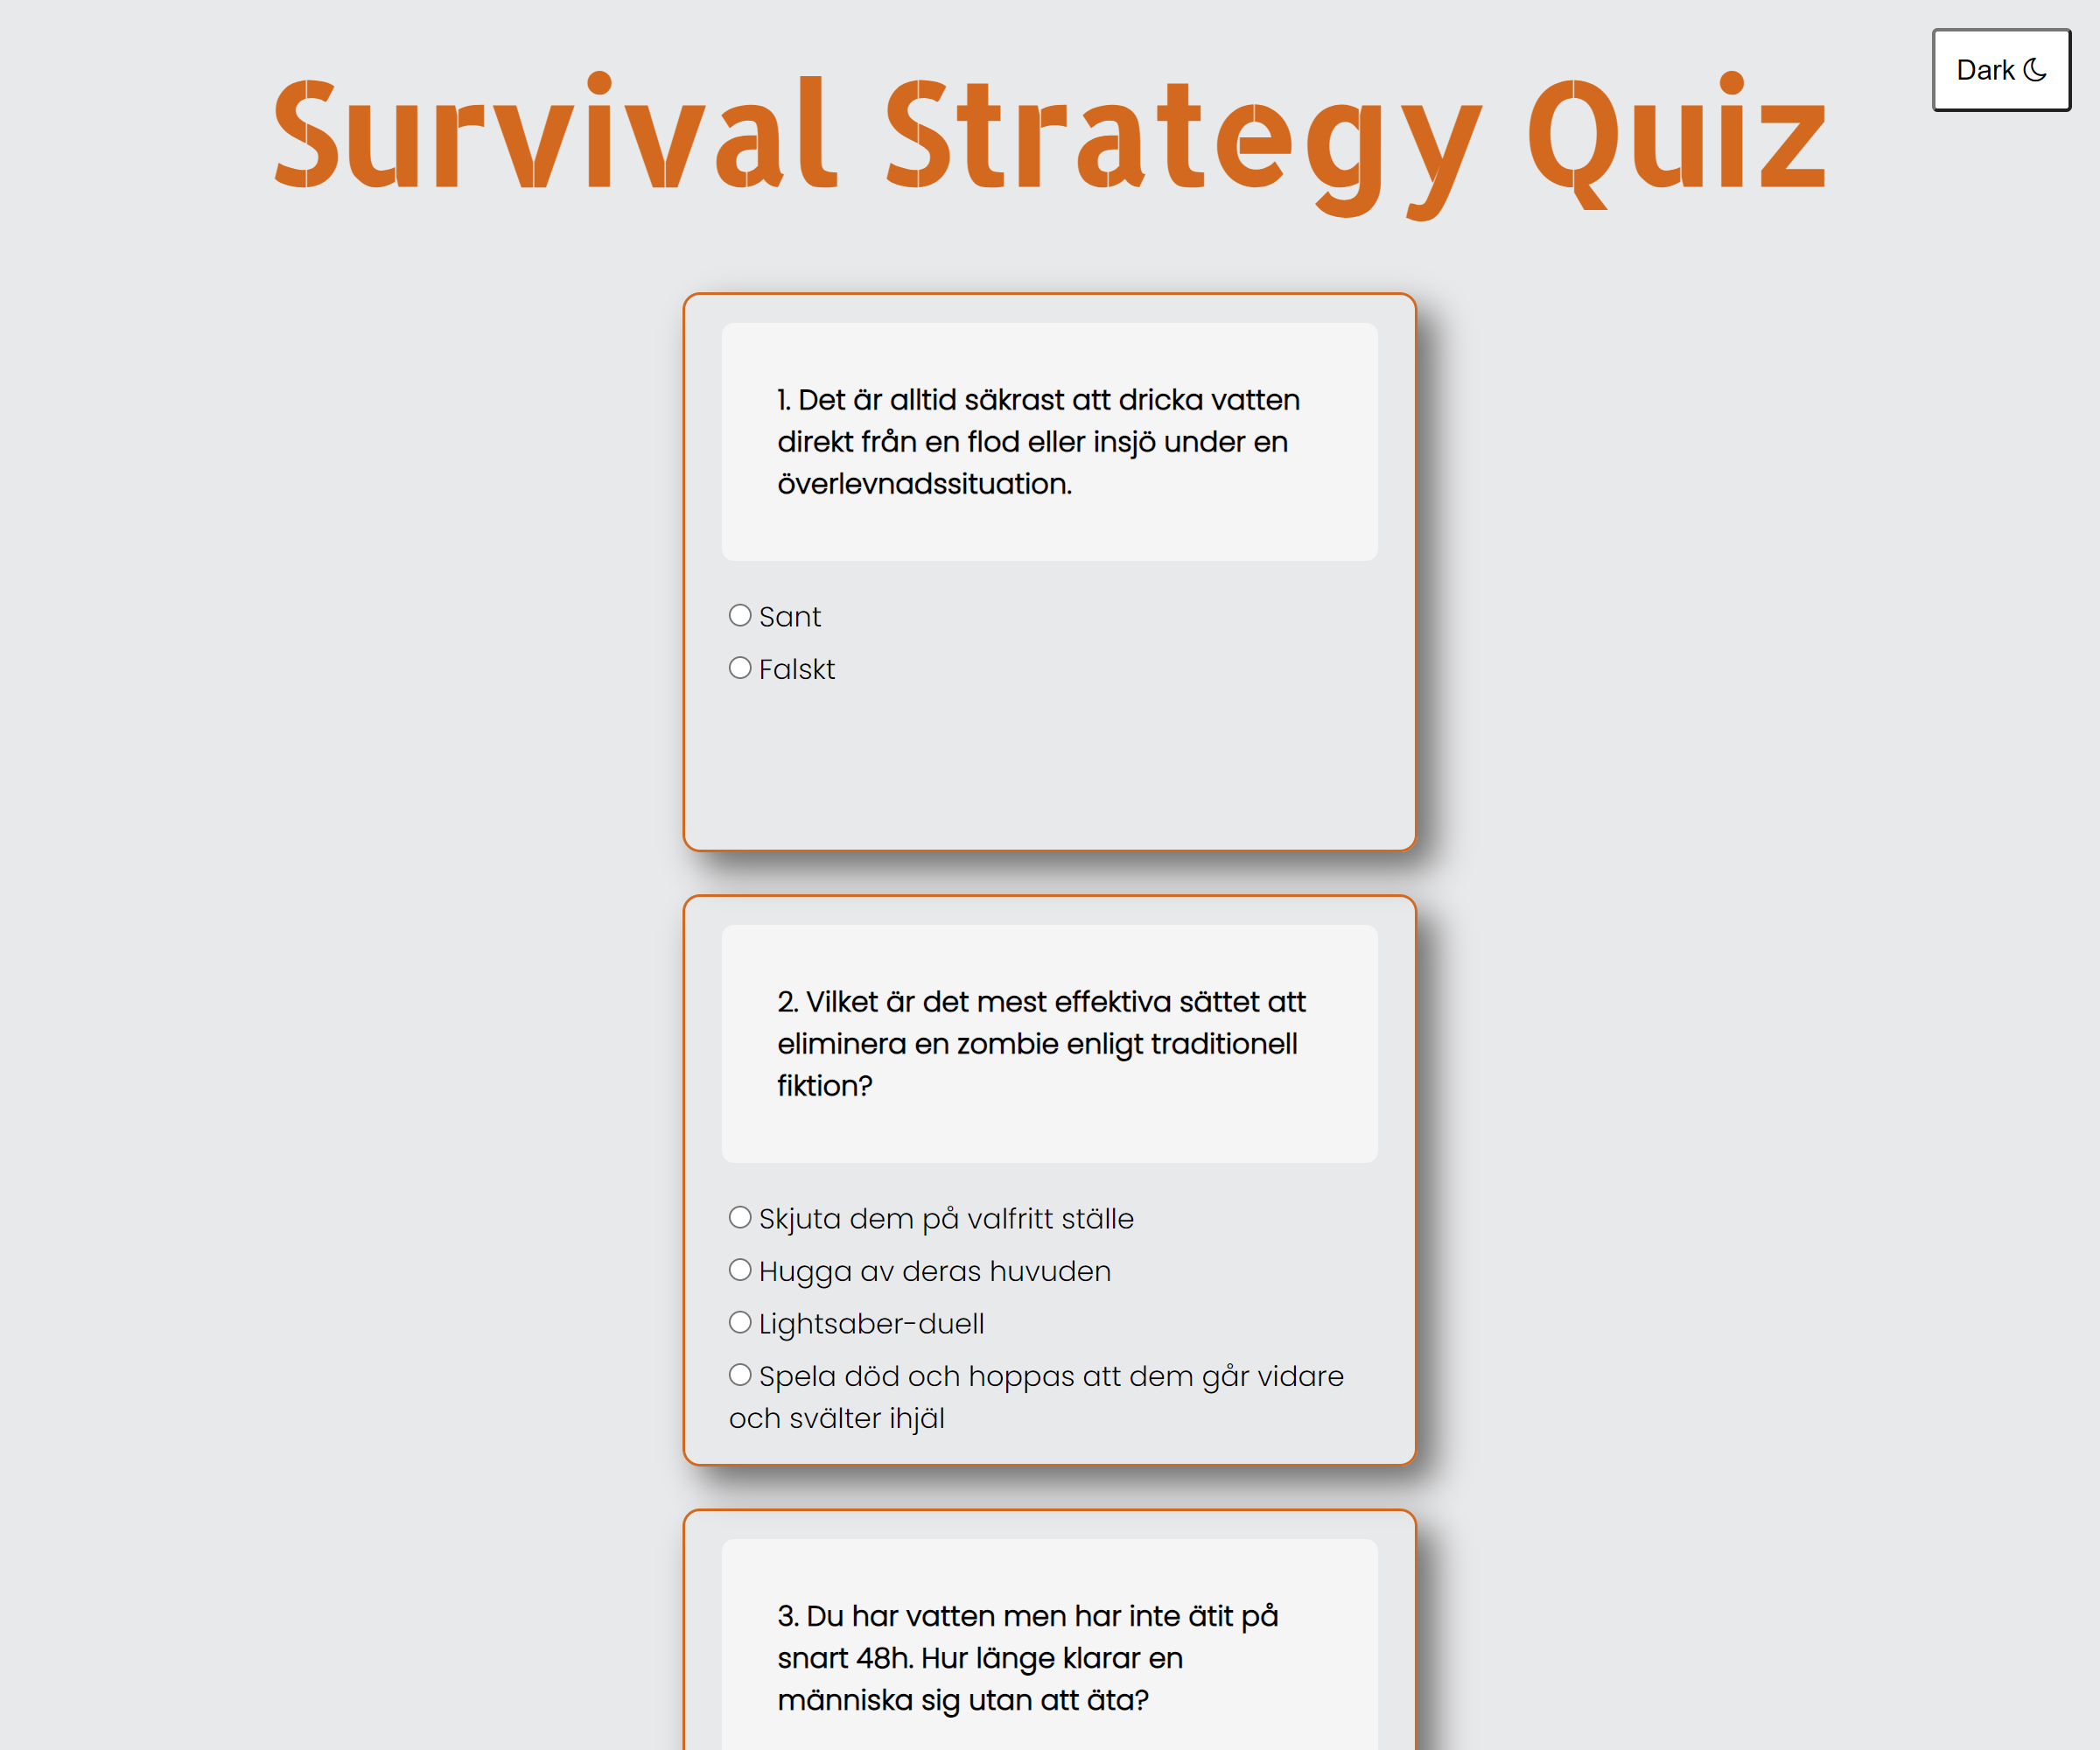 Survival Strategy Quiz
Dark
1. Det är alltid säkrast att dricka vatten
direkt från en flod eller insjö under en
överlevnadssituation.
Sant
Falskt
2. Vilket är det mest effektiva sättet att
eliminera en zombie enligt traditionell
fiktion?
Skjuta dem på valfritt ställe
Hugga av deras huvuden
Lightsaber-duell
Spela död och hoppas att dem går vidare
och svälter ihjäl
3. Du har vatten men har inte ätit på
snart 48h. Hur länge klarar en
människa sig utan att äta?